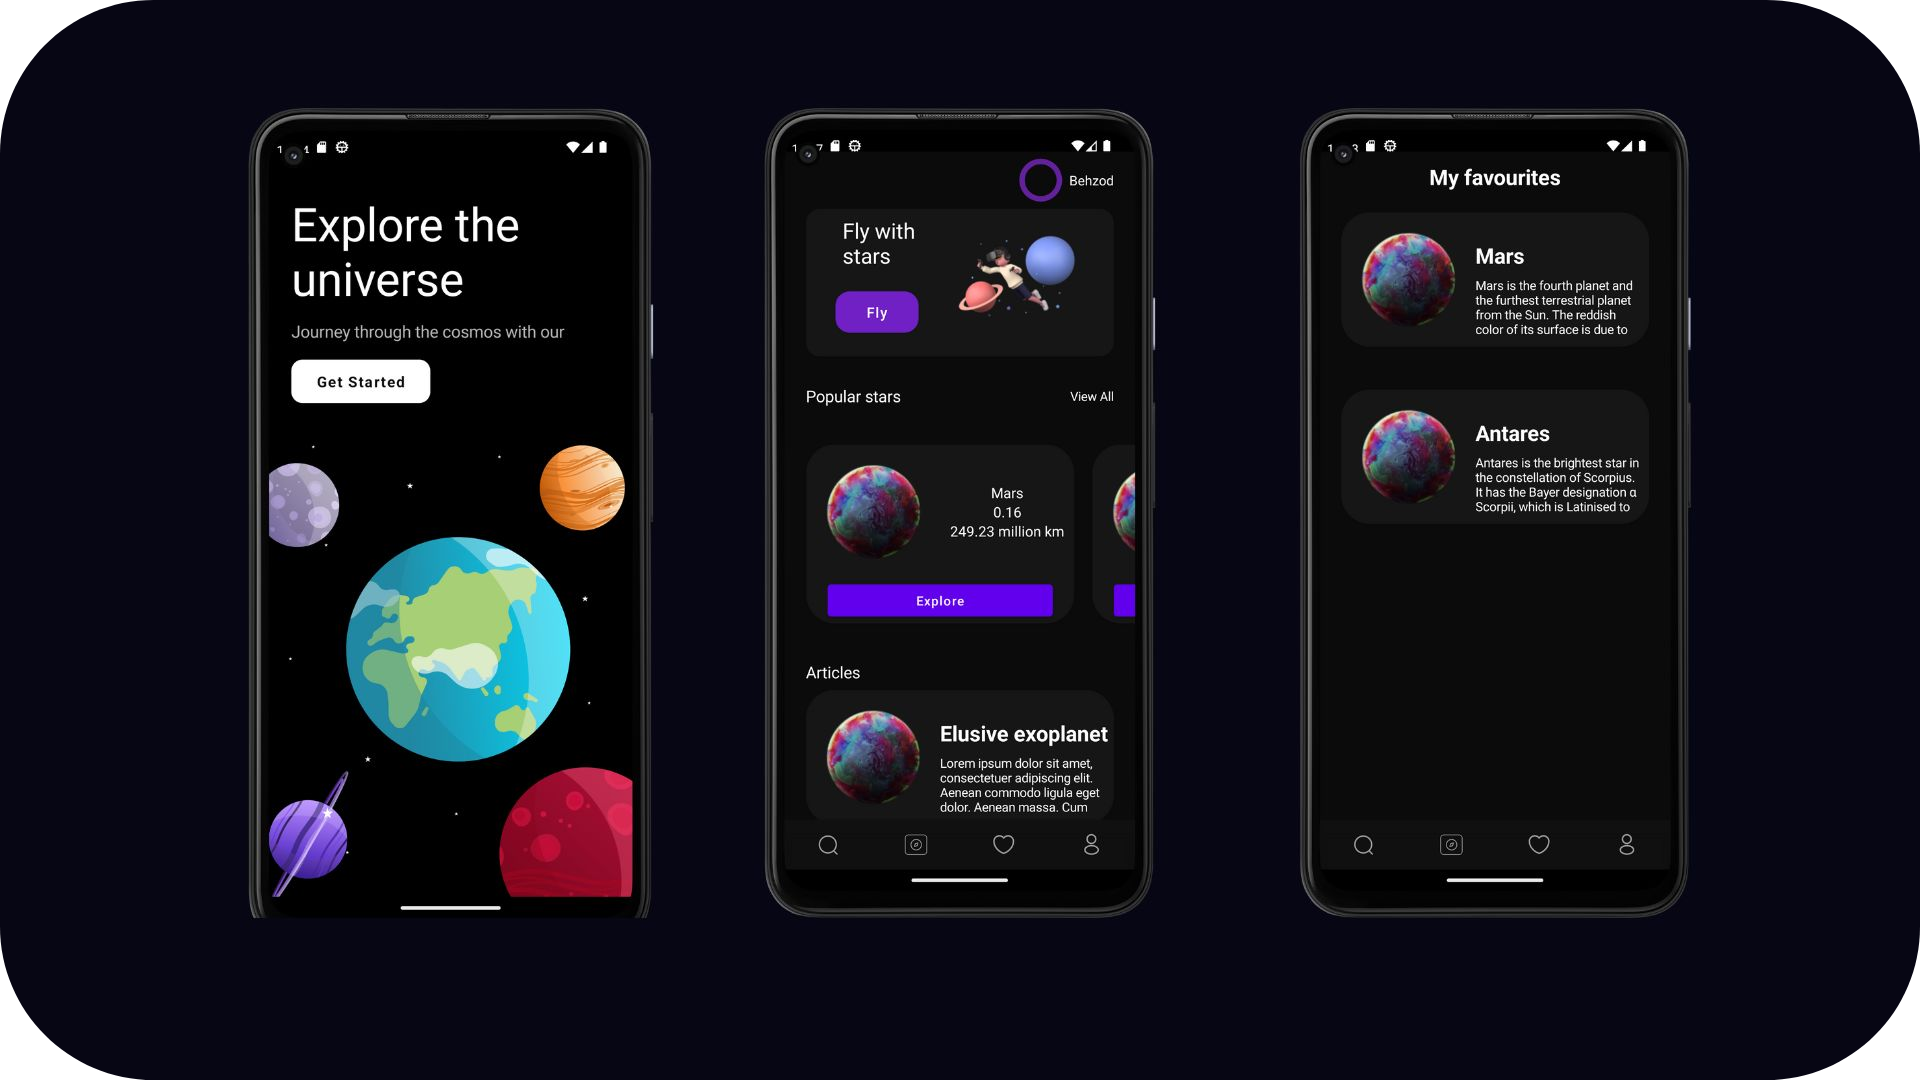 Explore the
universe
Journey through the cosmos with our
Get Started
Behzod
Fly with
stars
Fly
Popular stars
View All
Mars
0.16
249.23 million km
Explore
Articles
Elusive exoplanet
Lorem ipsum dolor sit amet,
consectetuer adipiscing elit.
Aenean commodo ligula eget
dolor. Aenean massa. Cum
My favourites
Mars
Mars is the fourth planet and
the furthest terrestrial planet
from the Sun. The reddish
color of its surface is due to
Antares
Antares is the brightest star in
the constellation of Scorpius.
It has the Bayer designation α
Scorpii, which is Latinised to